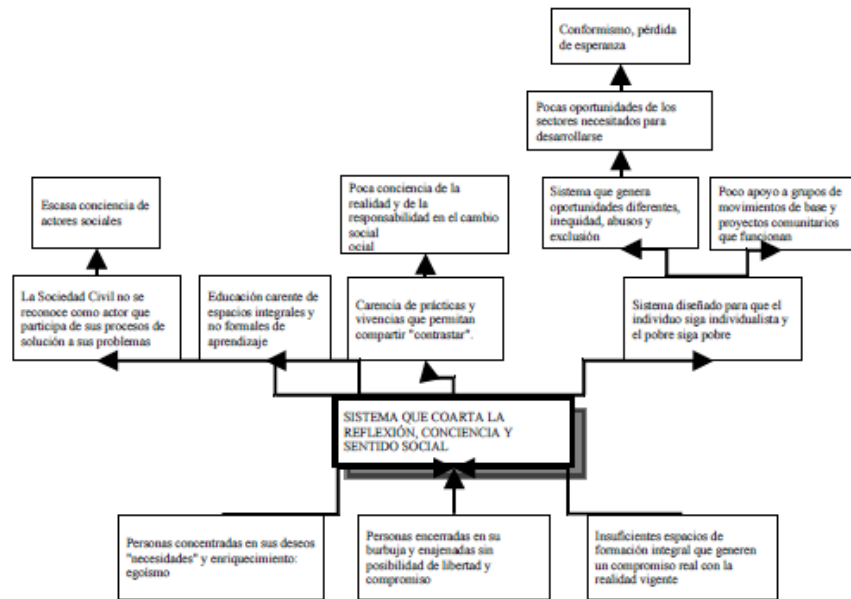 Conformismo, pérdida
de esperanza
Pocas oportunidades de los
sectores necesitados para
desarrollarse
Escasa conciencia de
actores sociales
Poca conciencia de la
realidad y de la
responsabilidad en el cambio
social
ocial
Sistema que genera
oportunidades diferentes,
inequidad, abusos y
exclusión
Poco apoyo a grupos de
movimientos de base y
proyectos comunitarios
que funcionan
La Sociedad Civil no se
reconoce como actor que
participa de sus procesos de
solución a sus problemas
Educación carente de
espacios integrales y
no formales de
aprendizaje
Carencia de prácticas y
vivencias que permitan
compartir "contrastar".
Sistema diseñado para que el
individuo siga individualista y
el pobre siga pobre
SISTEMA QUE COARTA LA
REFLEXIÓN, CONCIENCIA Y
SENTIDO SOCIAL
Personas concentradas en sus deseos
"necesidades" y enriquecimiento:
egoísmo
Personas encerradas en su
burbuja y enajenadas sin
posibilidad de libertad y
compromiso
Insuficientes espacios de
formación integral que generen
un compromiso real con la
realidad vigente